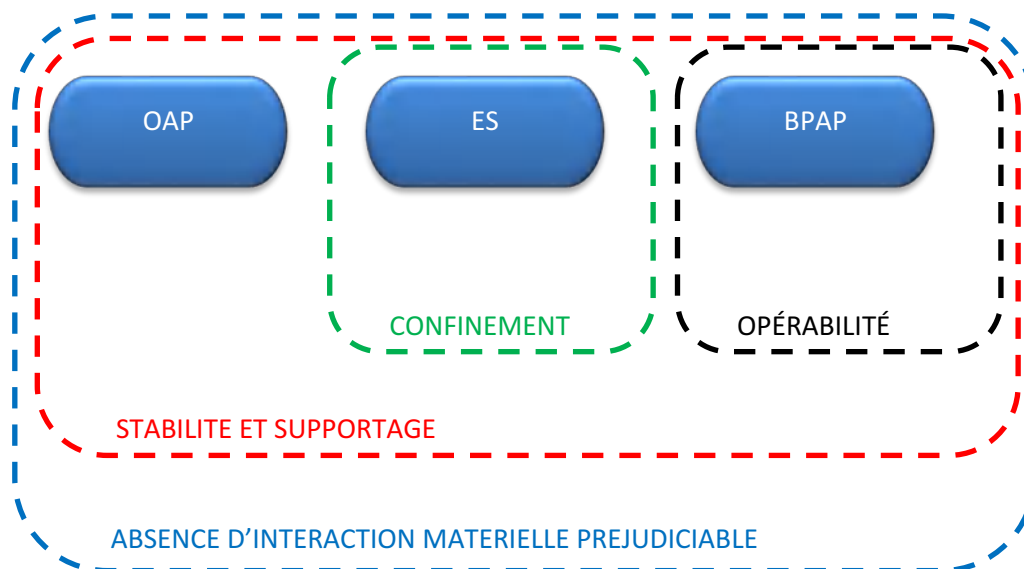 OAP
ES
BPAP
CONFINEMENT
OPÉRABILITÉ
STABILITE ET SUPPORTAGE
ABSENCE D’INTERACTION MATERIELLE PREJUDICIABLE